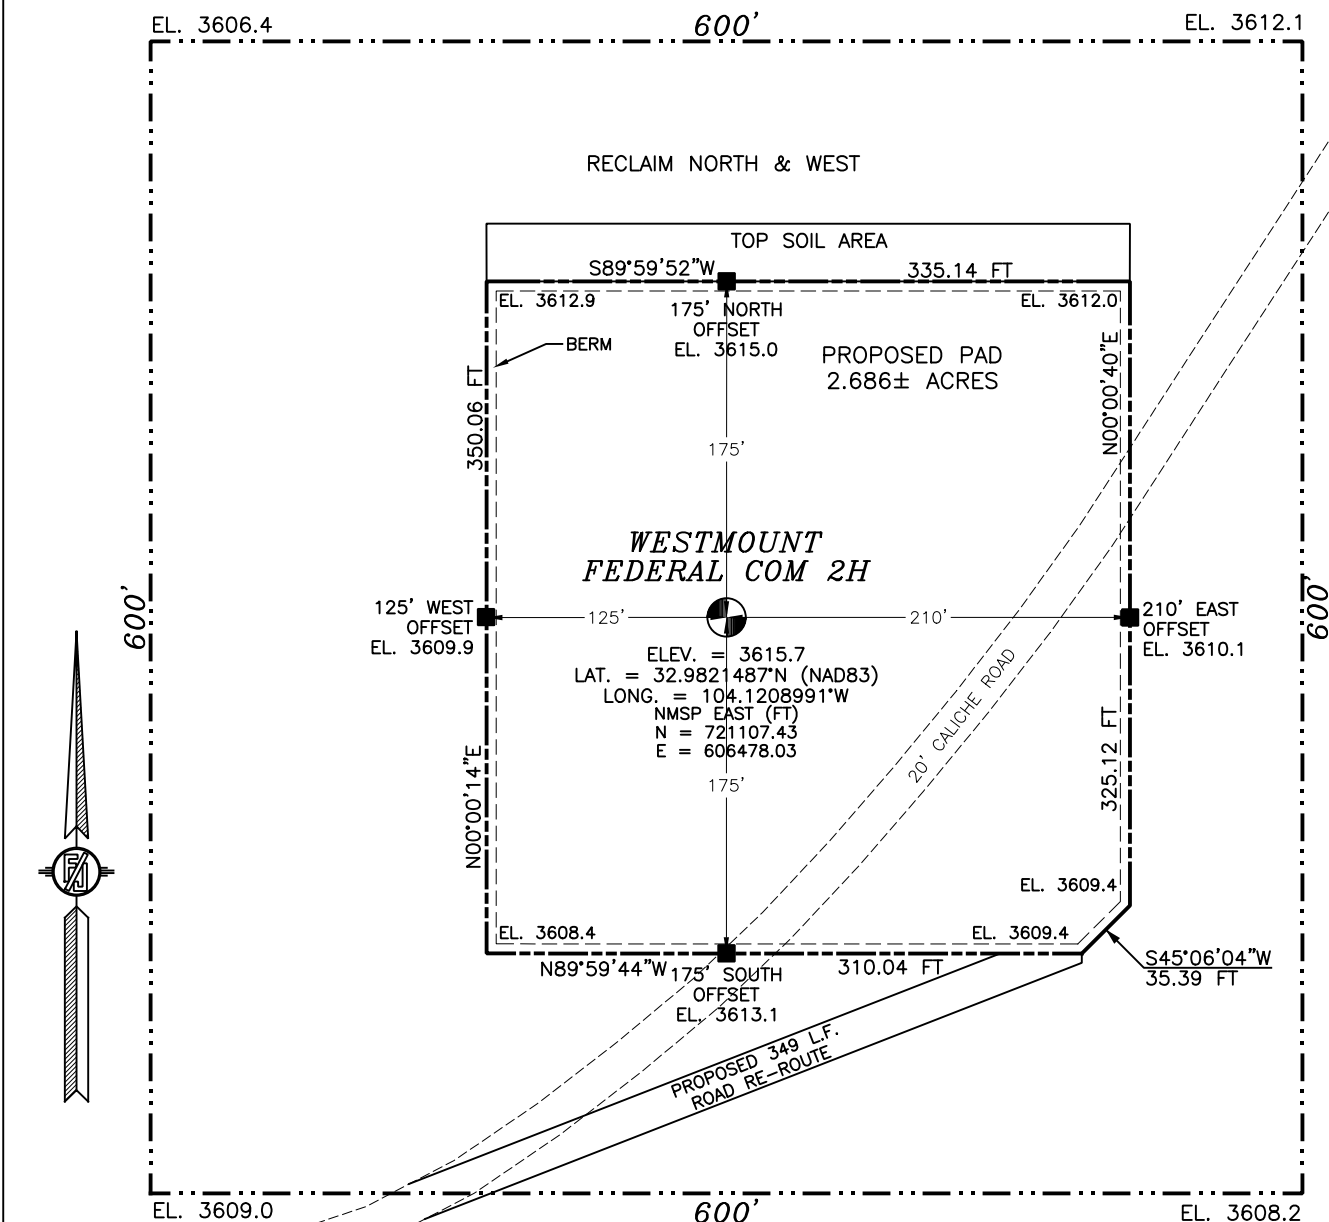 EL. 3606.4
600'
EL. 3612.1
RECLAIM NORTH & WEST
TOP SOIL AREA
S89°59'52"W
335.14 FT
EL. 3612.9
EL. 3612.0
175' NORTH
OFFSET
EL. 3615.0
BERM
PROPOSED PAD
2.686± ACRES
N00°00'40"E
350.06 FT
175'
WESTMOUNT
FEDERAL COM 2H
600'
125' WEST
OFFSET
EL. 3609.9
125'
210'
210' EAST
OFFSET
EL. 3610.1
600'
ELEV. = 3615.7
LAT. = 32.9821487°N (NAD83)
LONG. = 104.1208991°W
NMSP EAST (FT)
N = 721107.43
E = 606478.03
20' CALICHE ROAD
325.12 FT
175'
N00°00'14"E
EL. 3609.4
EL. 3608.4
EL. 3609.4
N89°59'44"W
175' SOUTH
OFFSET
EL. 3613.1
310.04 FT
S45°06'04"W
35.39 FT
PROPOSED 349 L.F.
ROAD RE-ROUTE
EL. 3609.0
600'
EL. 3608.2